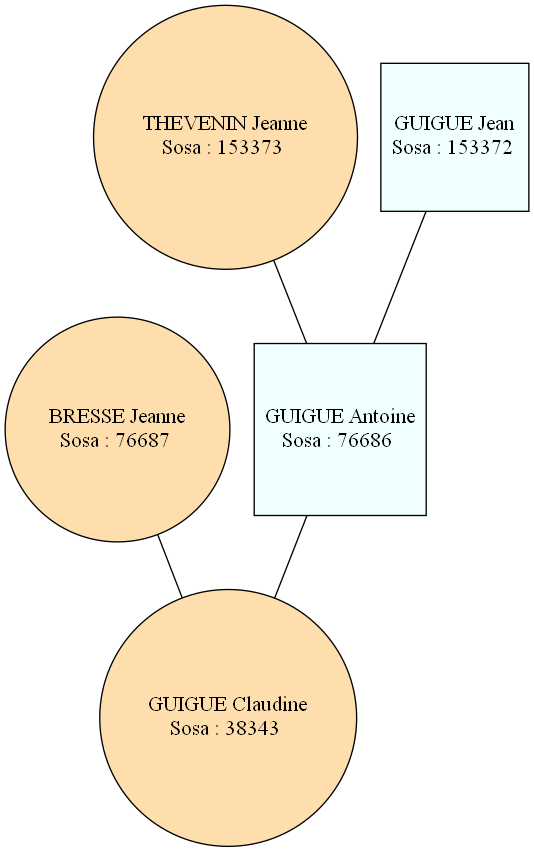 THEVENIN Jeanne
Sosa : 153373
GUIGUE Jean
Sosa : 153372
BRESSE Jeanne
Sosa : 76687
GUIGUE Antoine
Sosa : 76686
GUIGUE Claudine
Sosa : 38343